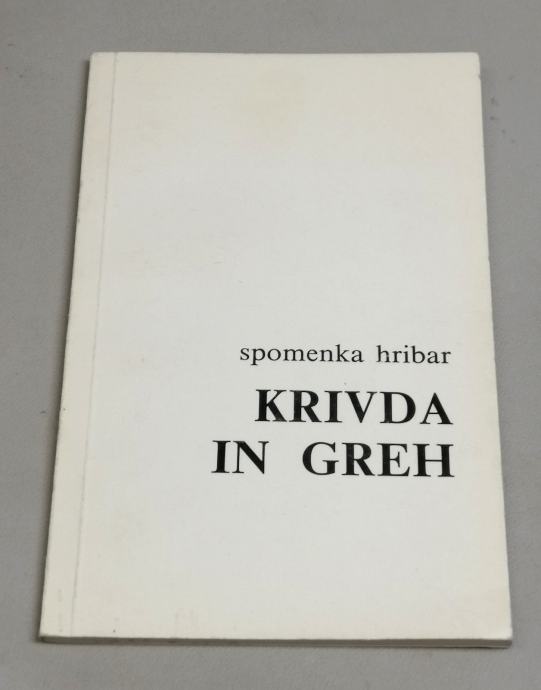 spomenka hribar
KRIVDA
IN GREH